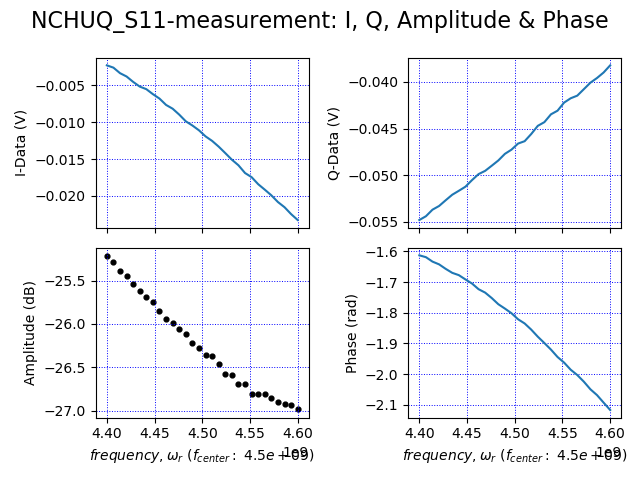 NCHUQ_S11-measurement: I, Q, Amplitude & Phase
I-Data (V)
−0.005
−0.010
−0.015
−0.020
Q-Data (V)
−0.040
−0.045
−0.050
−0.055
Amplitude (dB)
−25.5
−26.0
−26.5
−27.0
4.40 4.45 4.50 4.55 4.60
1e9
frequency, ωr (fcenter : 4.5e+09)
Phase (rad)
−1.6
−1.7
−1.8
−1.9
−2.0
−2.1
4.40 4.45 4.50 4.55 4.60
1e9
frequency, ωr (fcenter : 4.5e+09)